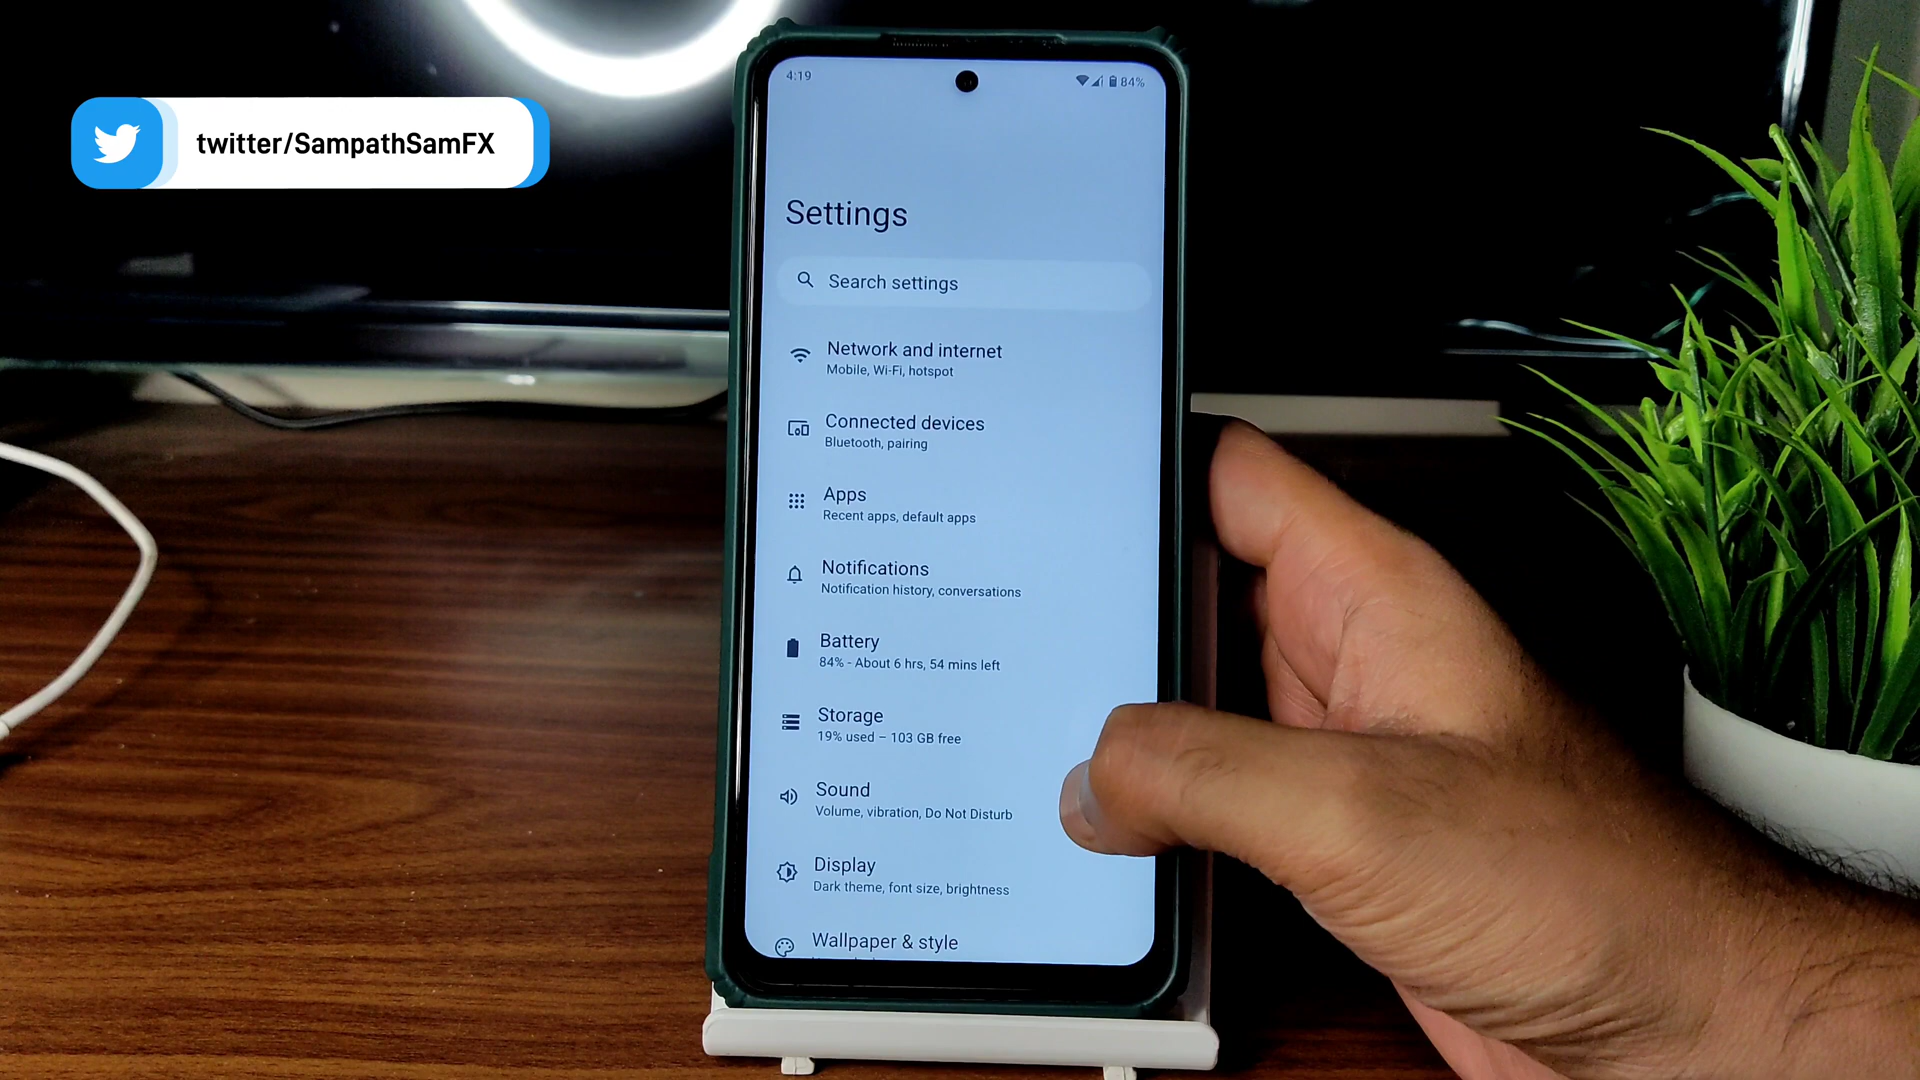 twitter/SampathSamFX
4:19
84%
Settings
Search settings
Network and internet
Mobile, Wi-Fi, hotspot
Connected devices
Bluetooth, pairing
Apps
Recent apps, default apps
Notifications
Notification history, conversations
Battery
84% - About 6 hrs, 54 mins left
Storage
19% used – 103 GB free
Sound
Volume, vibration, Do Not Disturb
Display
Dark theme, font size, brightness
Wallpaper & style